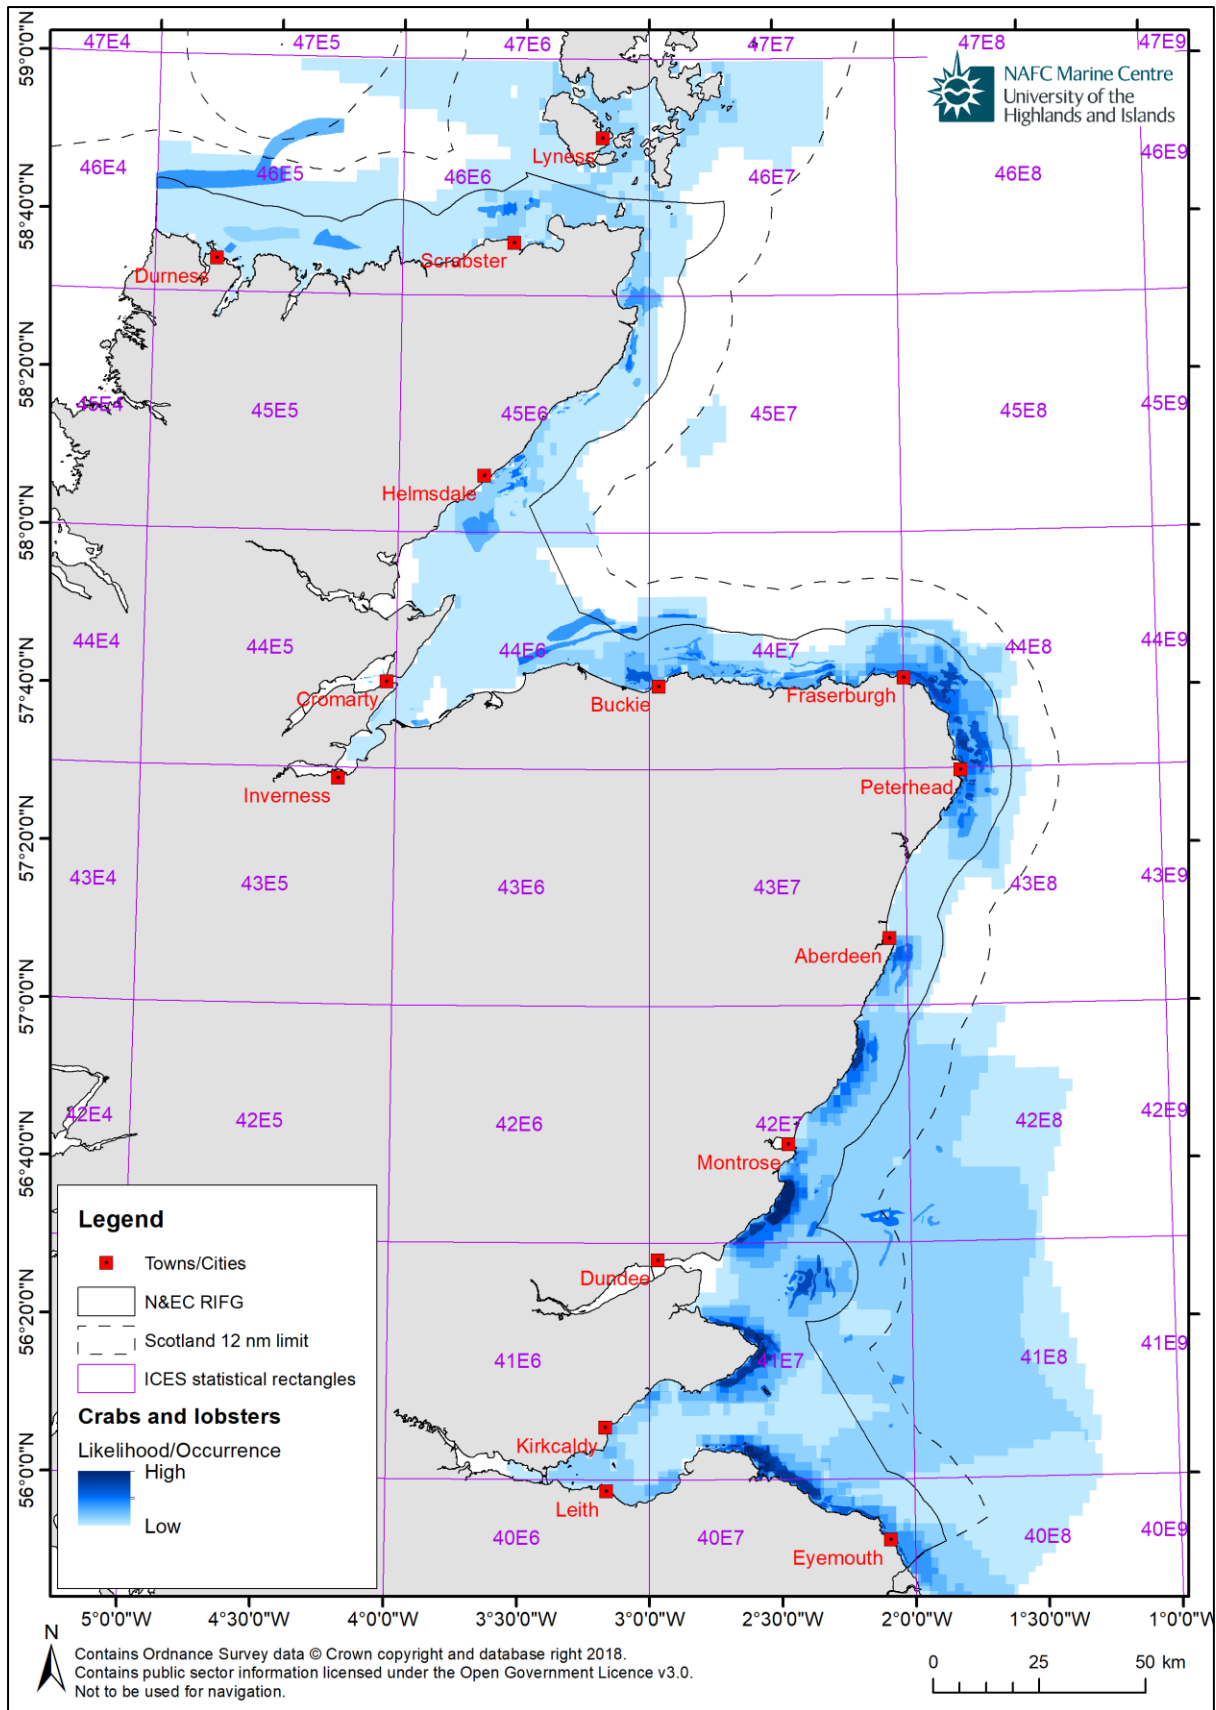 47E4 47E5 47E6 47E7 47E8 47E9
59°0'0"N
NAFC Marine Centre
University of the
Highlands and Islands
Lyness
46E4 46E5 46E6 46E7 46E8 46E9
58°40'0"N
Scrabster
Durness
58°20'0"N
45E4 45E5 45E6 45E7 45E8 45E9
Helmsdale
58°0'0"N
44E4 44E5 44E6 44E7 44E8 44E9
57°40'0"N
Cromarty
Buckie
Fraserburgh
Inverness
Peterhead
57°20'0"N
43E4 43E5 43E6 43E7 43E8 43E9
Aberdeen
57°0'0"N
42E4 42E5 42E6 42E7 42E8 42E9
56°40'0"N
Montrose
Legend
Towns/Cities
N&EC RIFG
Scotland 12 nm limit
ICES statistical rectangles
Crabs and lobsters
Likelihood/Occurrence
High
Low
Dundee
56°20'0"N
41E6 41E7 41E8 41E9
Kirkcaldy
56°0'0"N
Leith
40E6 40E7 40E8 40E9
Eyemouth
5°0'0"W 4°30'0"W 4°0'0"W 3°30'0"W 3°0'0"W 2°30'0"W 2°0'0"W 1°30'0"W 1°0'0"W
N
Contains Ordnance Survey data © Crown copyright and database right 2018.
Contains public sector information licensed under the Open Government Licence v3.0.
Not to be used for navigation.
0 25 50 km